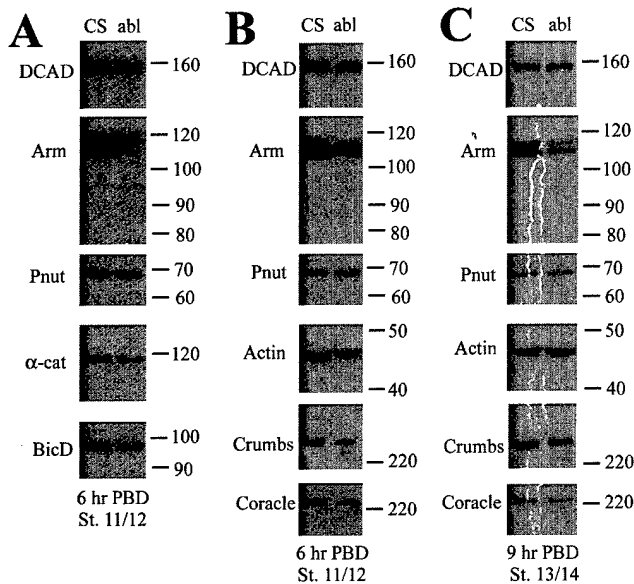 A
CS abl
DCAD
160
Arm
120
100
90
80
Pnut
70
60
α-cat
120
BicD
100
90
6 hr PBD
St. 11/12
B
CS abl
DCAD
160
Arm
120
100
90
80
Pnut
70
60
Actin
50
40
Crumbs
220
Coracle
220
6 hr PBD
St. 11/12
C
CS abl
DCAD
160
Arm
120
100
90
80
Pnut
70
60
Actin
50
40
Crumbs
220
Coracle
220
9 hr PBD
St. 13/14